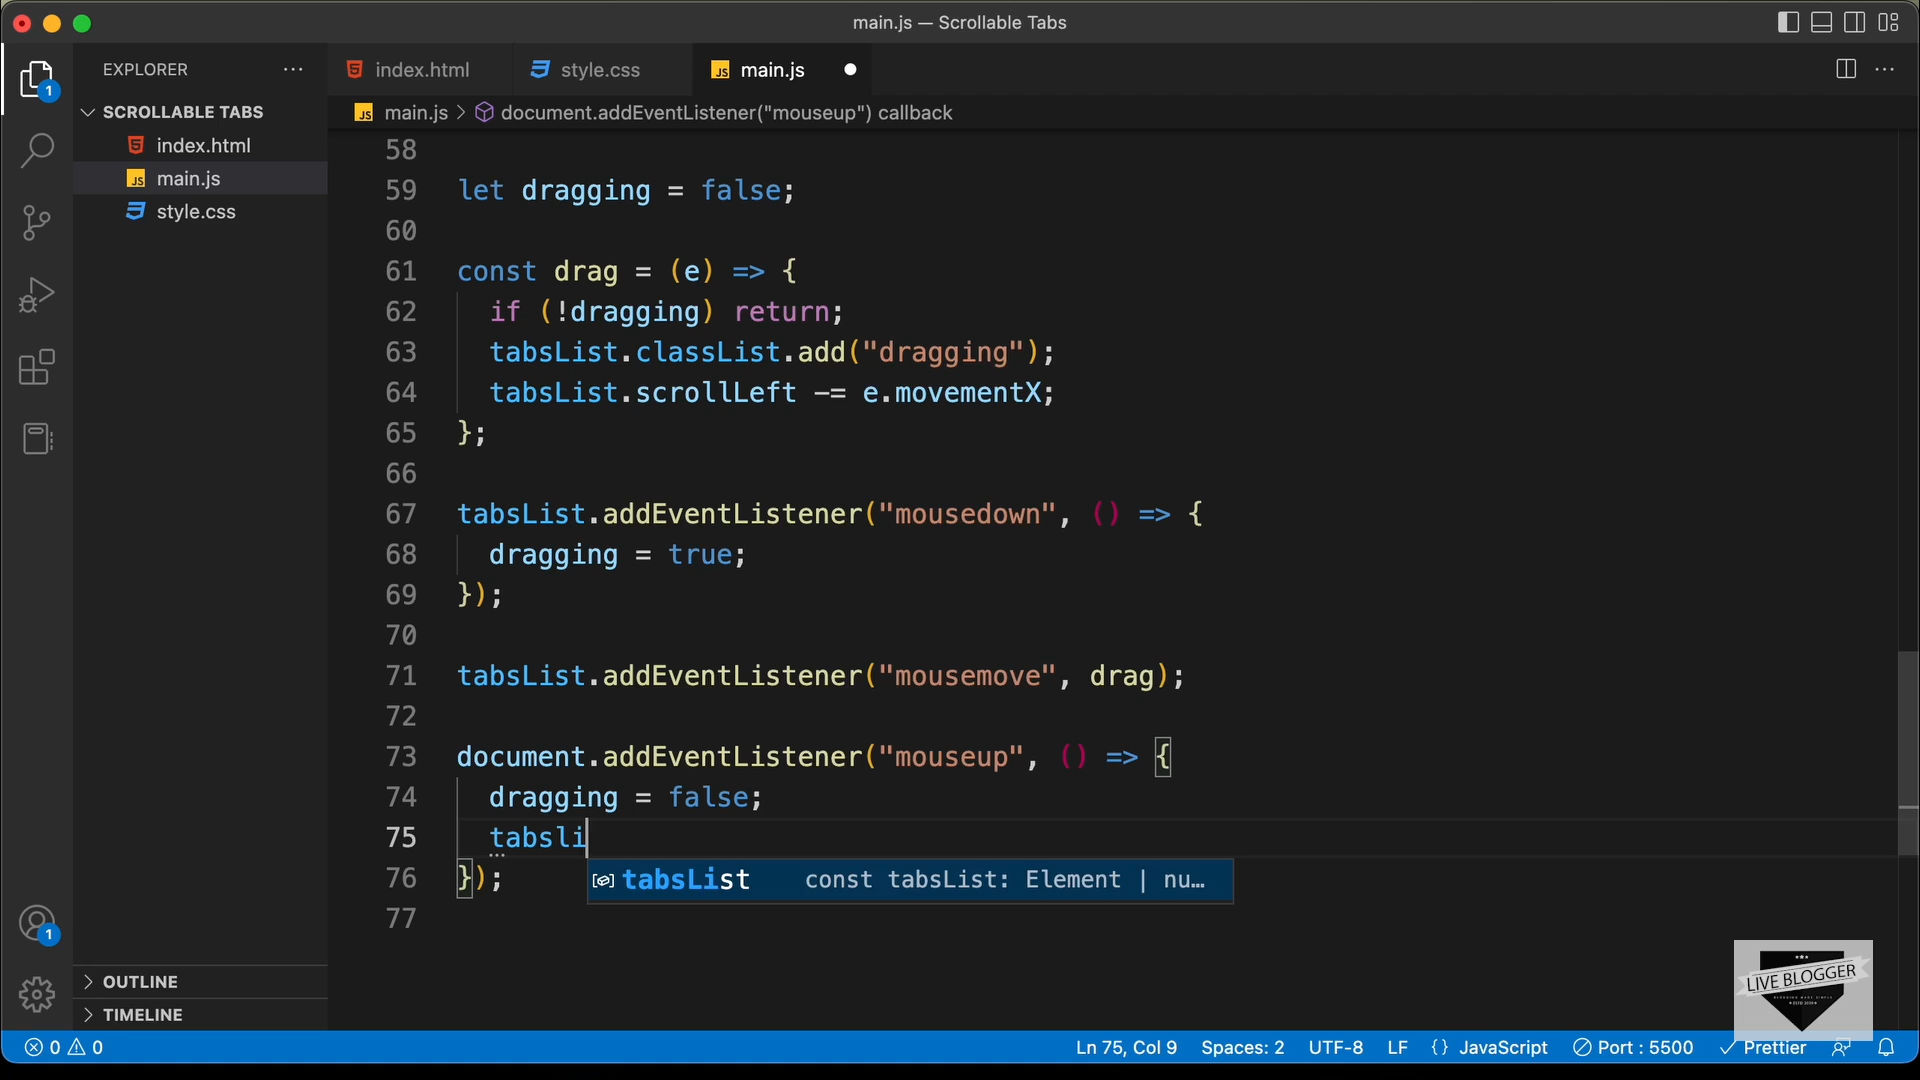 main.js — Scrollable Tabs
EXPLORER
index.html
style.css
main.js
1
SCROLLABLE TABS
main.js > document.addEventListener("mouseup") callback
index.html
main.js
style.css
58
59 let dragging = false;
60
61 const drag = (e) => {
62 if (!dragging) return;
63 tabsList.classList.add("dragging");
64 tabsList.scrollLeft -= e.movementX;
65 };
66
67 tabsList.addEventListener("mousedown", () => {
68 dragging = true;
69 });
70
71 tabsList.addEventListener("mousemove", drag);
72
73 document.addEventListener("mouseup", () => {
74 dragging = false;
75 tabsli
76 });
tabsList const tabsList: Element | nu…
77
1
OUTLINE
TIMELINE
LIVE BLOGGER
0 0
Ln 75, Col 9 Spaces: 2 UTF-8 LF {} JavaScript Port : 5500 Prettier